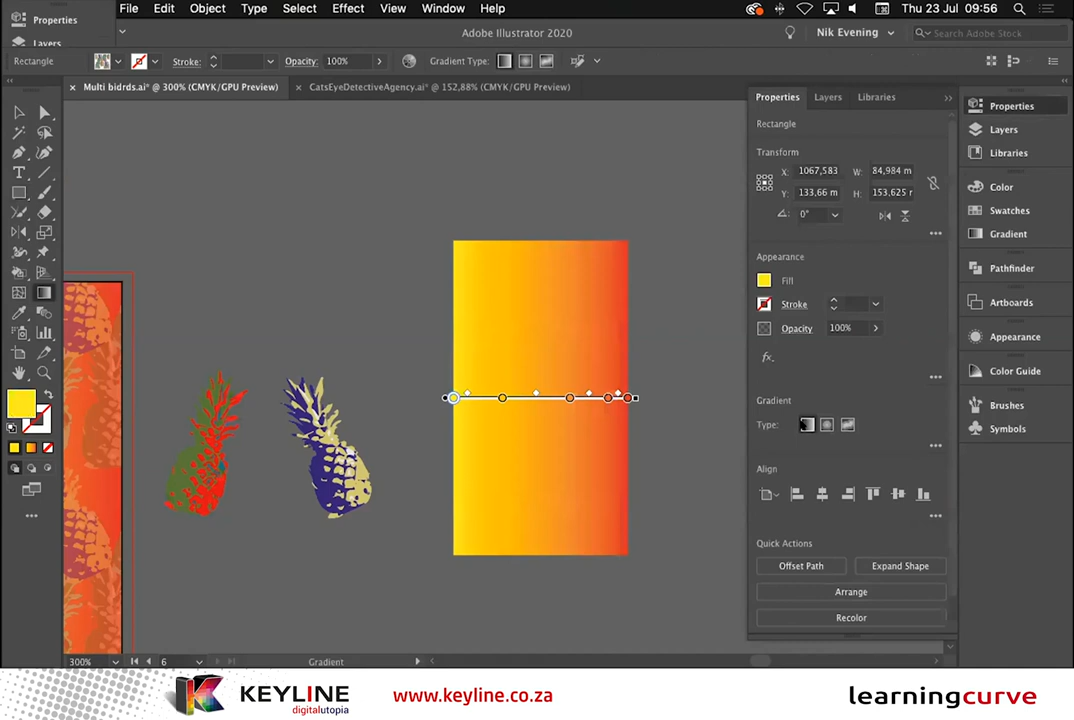 File Edit Object Type Select Effect View Window Help Thu 23 Jul 09:56
Properties
Layers
Adobe Illustrator 2020 Nik Evening Search Adobe Stock
Rectangle Stroke: Opacity: 100% Gradient Type:
Multi bidrds.ai* @ 300% (CMYK/GPU Preview) CatsEyeDetectiveAgency.ai* @ 152,88% (CMYK/GPU Preview)
Properties Layers Libraries
Rectangle
Transform
X: 1067,583 W: 84,984 m
Y: 133,66 m H: 153,625 r
0°
Appearance
Fill
Stroke
Opacity 100%
fx.
Gradient
Type:
Align
Quick Actions
Offset Path Expand Shape
Arrange
Recolor
Properties
Layers
Libraries
Color
Swatches
Gradient
Pathfinder
Artboards
Appearance
Color Guide
Brushes
Symbols
300% 6 Gradient
KEYLINE
digitalutopia
www.keyline.co.za
learningcurve